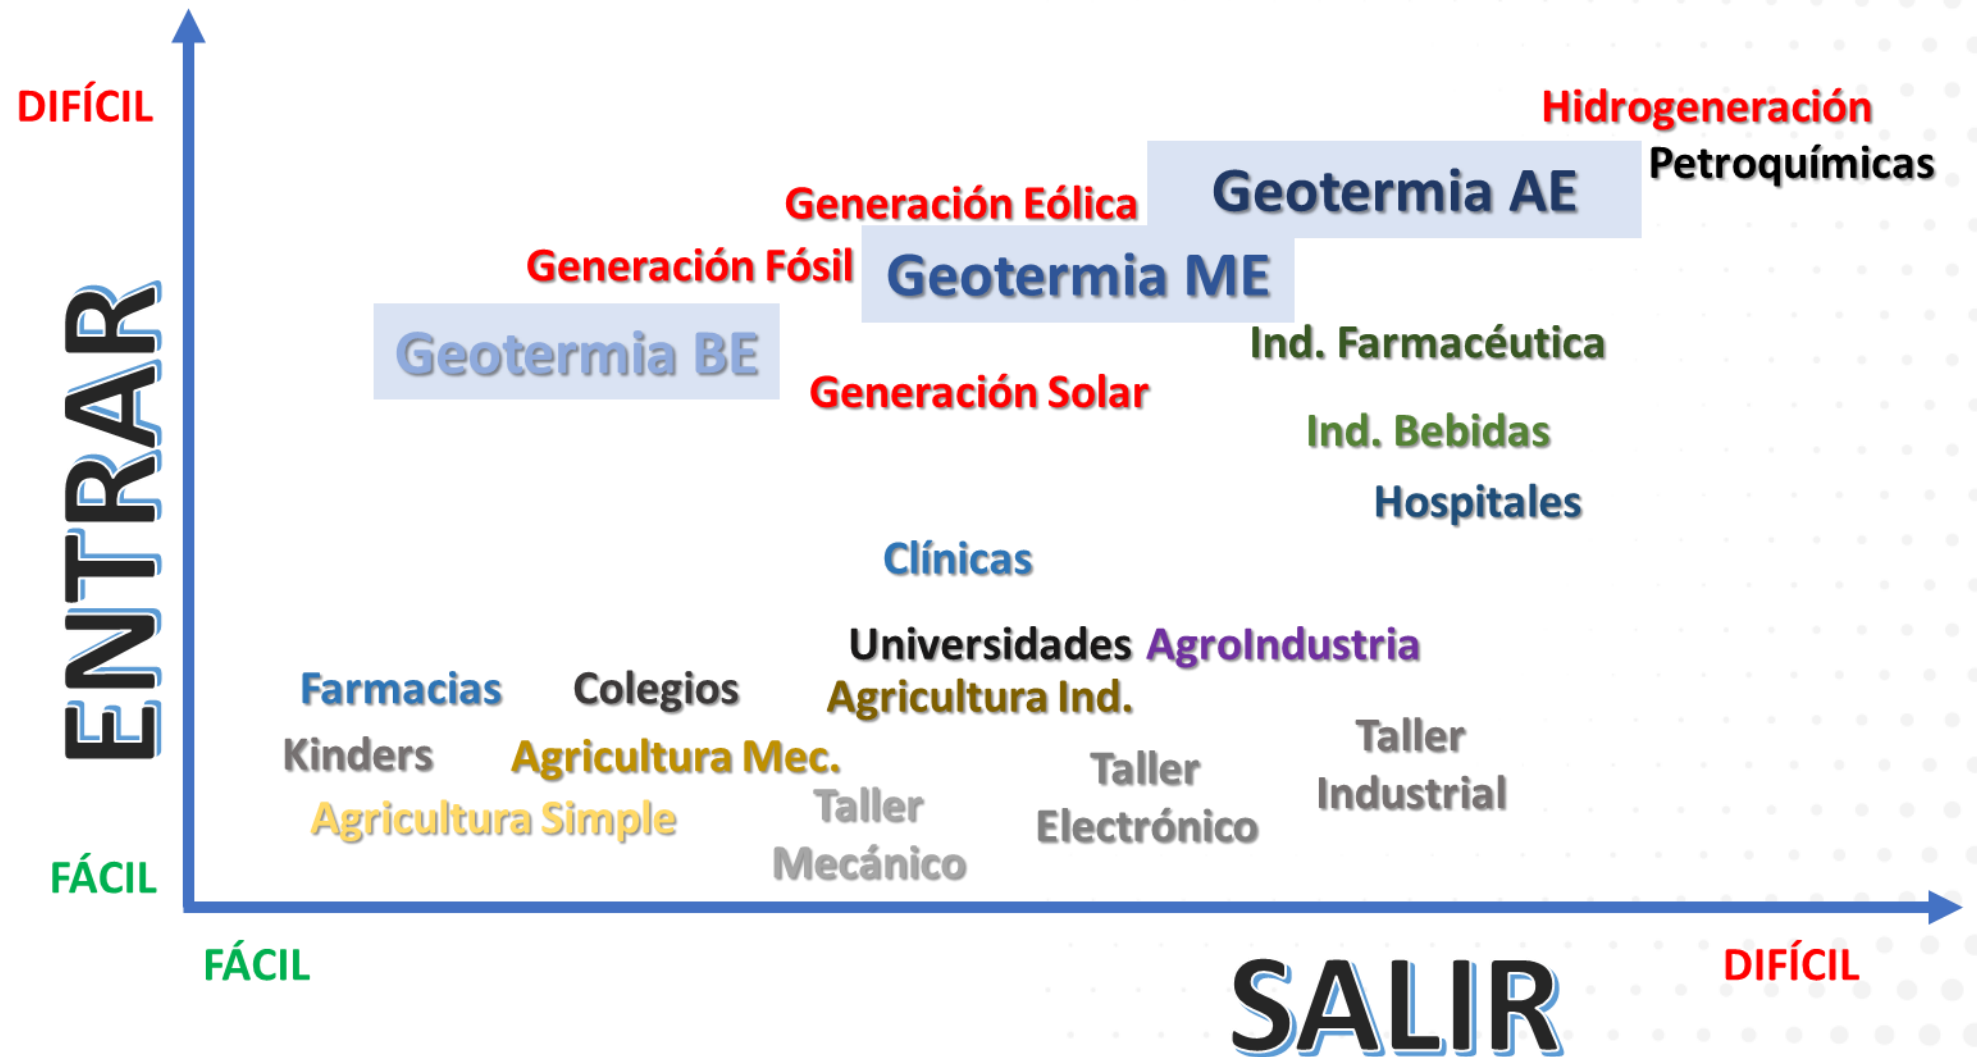 DIFÍCIL
Hidrogeneración
Petroquímicas
Geotermia AE
Generación Eólica
Generación Fósil
Geotermia ME
Geotermia BE
Ind. Farmacéutica
Generación Solar
Ind. Bebidas
Hospitales
Clínicas
ENTRAR
Universidades
AgroIndustria
Farmacias
Colegios
Agricultura Ind.
Kinders
Agricultura Mec.
Taller
Industrial
Taller
Electrónico
Agricultura Simple
Taller
Mecánico
FÁCIL
FÁCIL
SALIR
DIFÍCIL